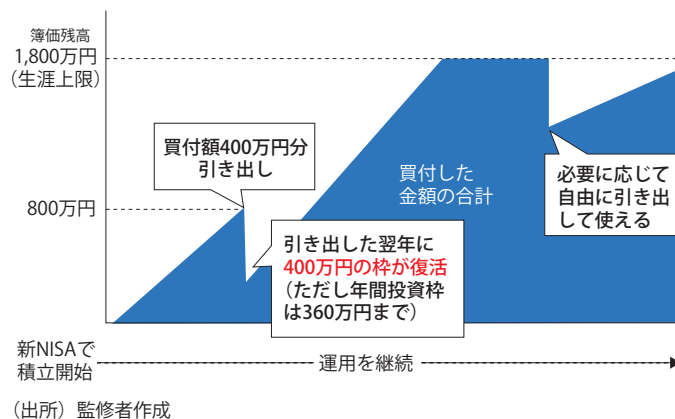 簿価残高
1,800万円
（生涯上限）
買付額400万円分
引き出し
買付した
金額の合計
必要に応じて
自由に引き出
して使える
800万円
引き出した翌年に
400万円の枠が復活
（ただし年間投資枠
は360万円まで）
新NISAで
積立開始
運用を継続
（出所）監修者作成